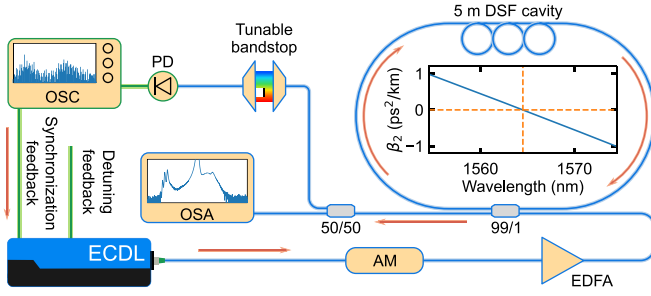 5 m DSF cavity
Tunable
bandstop
PD
OSC
1
0
−1
β₂ (ps²/km)
1560
1570
Wavelength (nm)
Synchronization
feedback
Detuning
feedback
OSA
50/50
99/1
ECDL
AM
EDFA